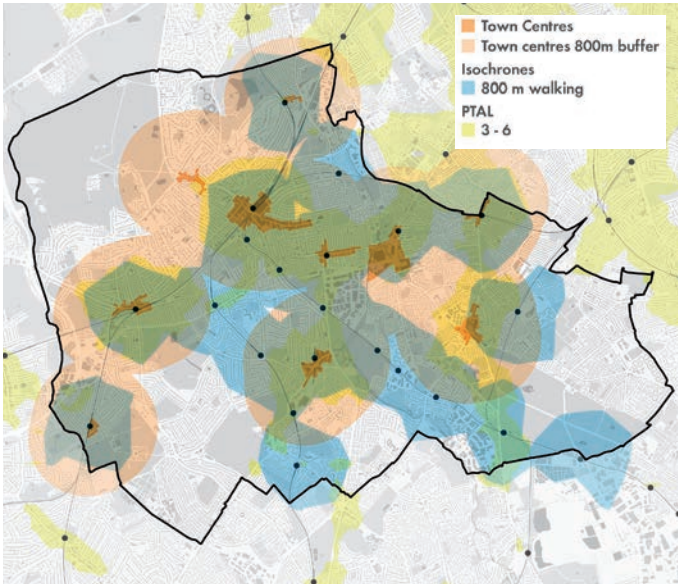 Town Centres
Town centres 800m buffer
Isochrones
800 m walking
PTAL
3 - 6